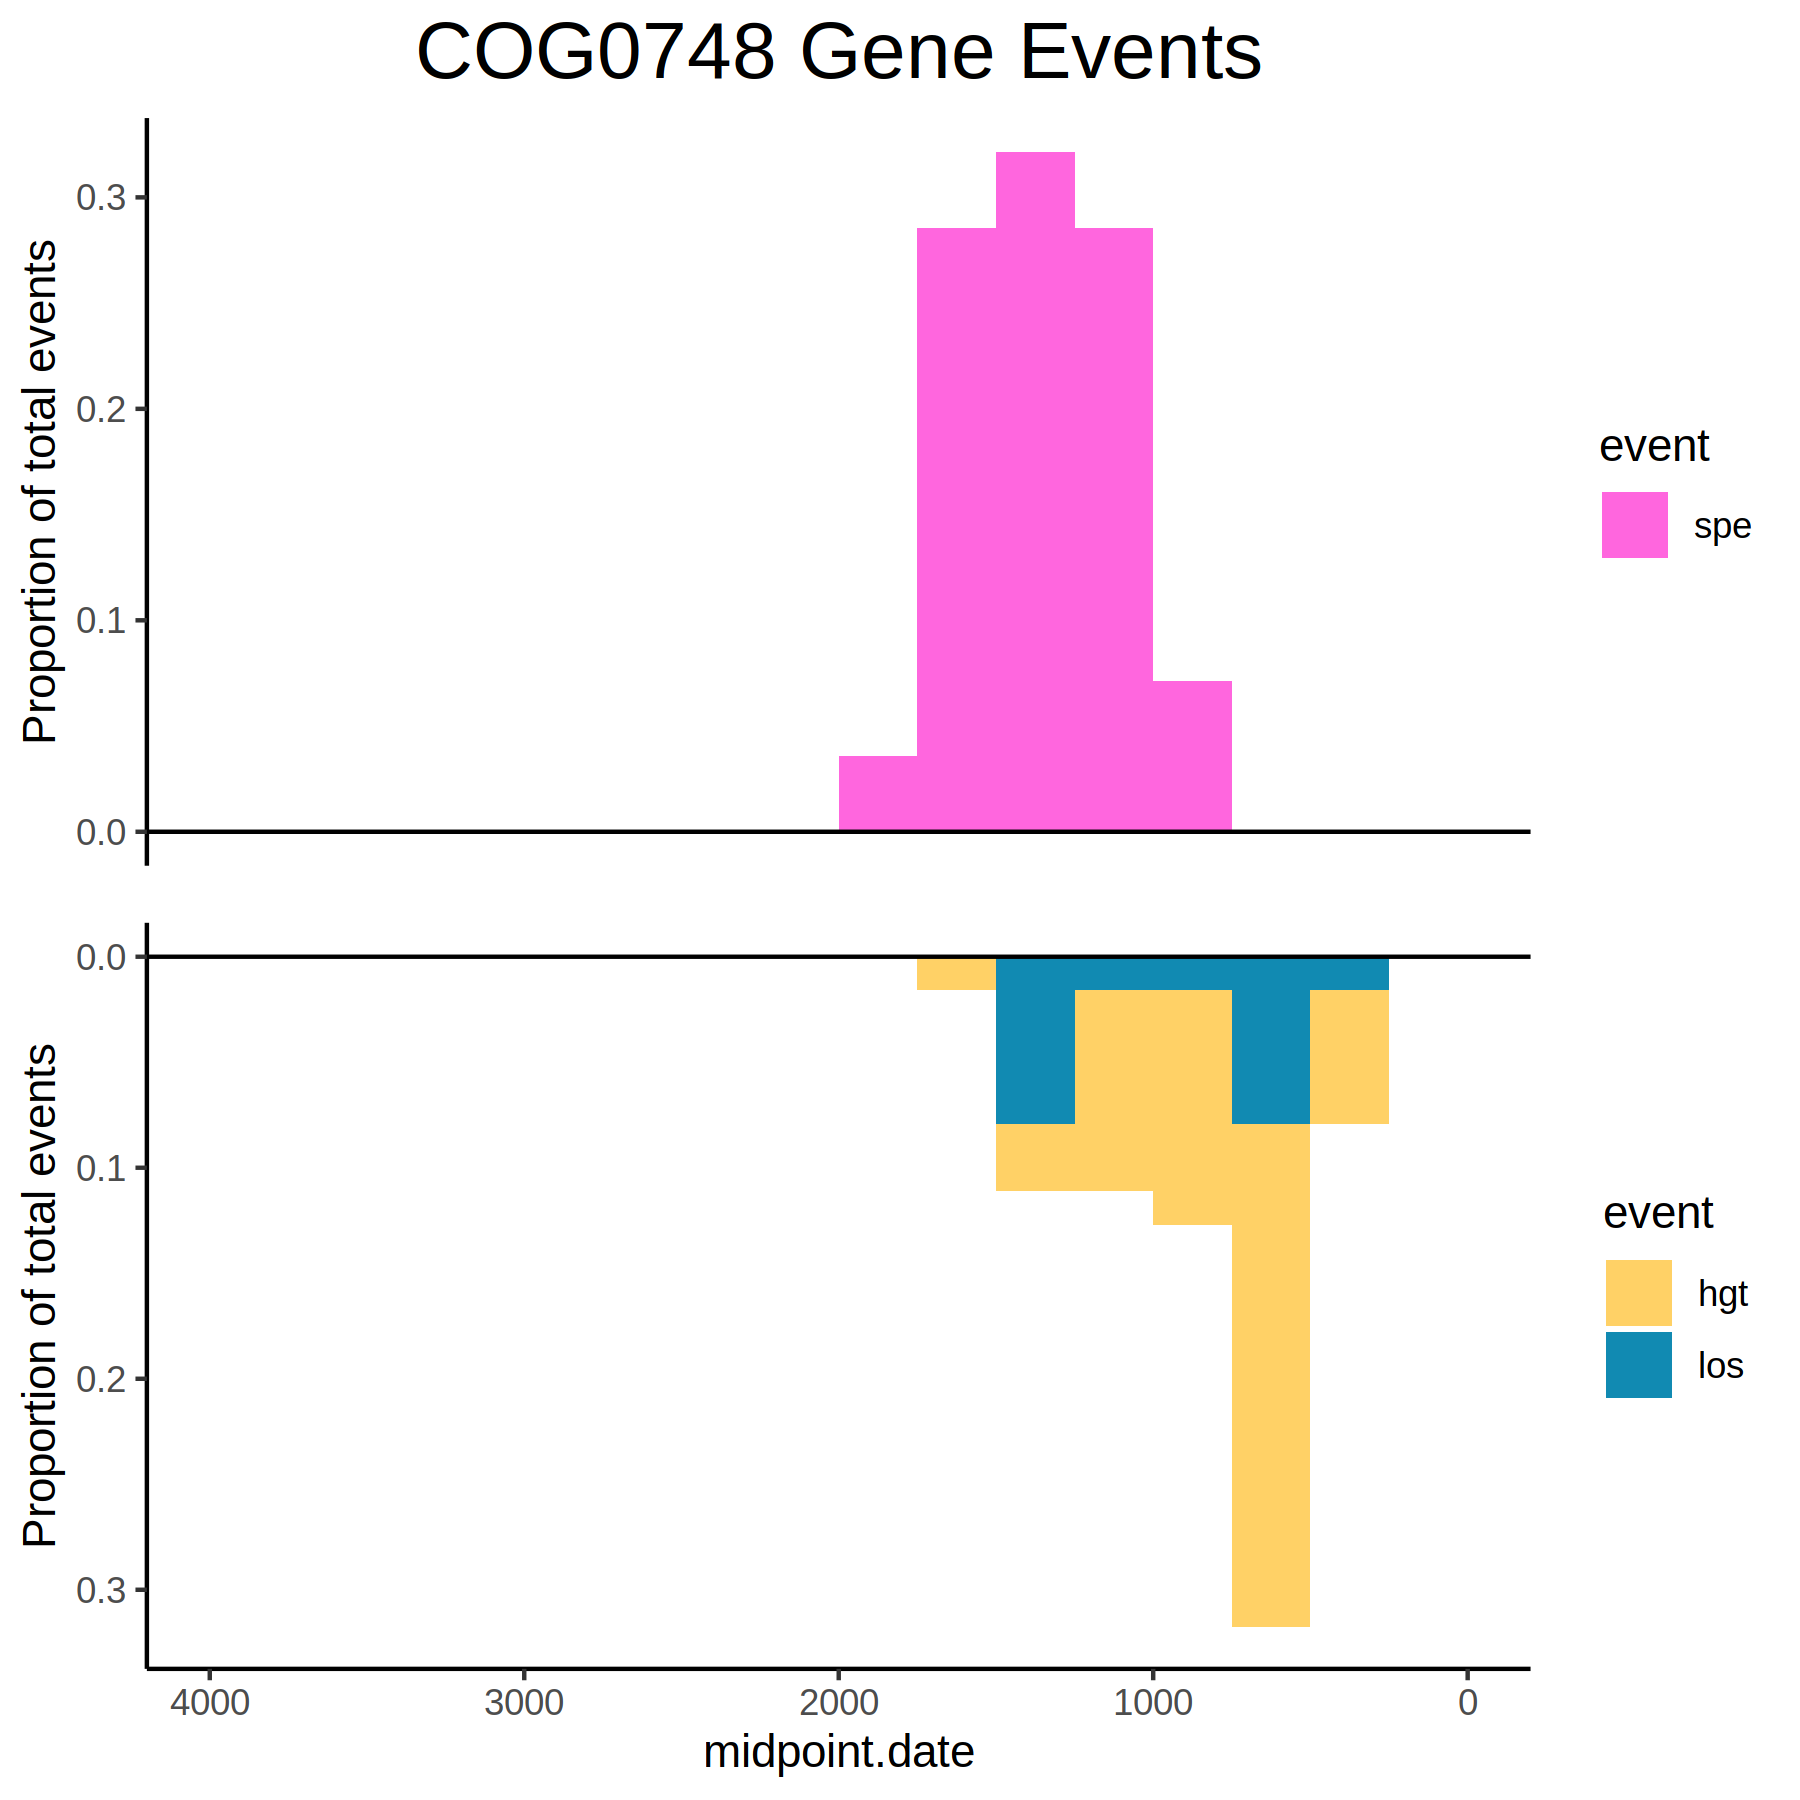 COG0748 Gene Events
Proportion of total events
0.3
0.2
0.1
0.0
event
spe
Proportion of total events
0.0
0.1
0.2
0.3
event
hgt
los
4000 3000 2000 1000 0
midpoint.date